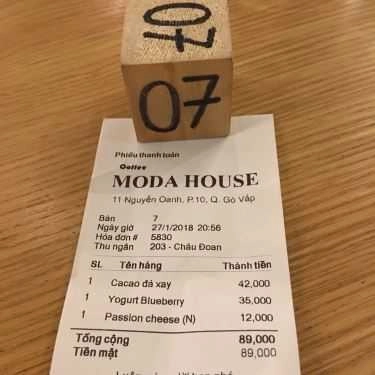 07
07
Phiếu thanh toán
Coffee
MODA HOUSE
11 Nguyễn Oanh, P.10, Q. Gò Vấp
Bàn 7
Ngày giờ 27/1/2018 20:56
Hóa đơn # 5830
Thu ngân 203 - Châu Đoan
SL Tên hàng Thành tiền
1 Cacao đá xay 42,000
1 Yogurt Blueberry 35,000
1 Passion cheese (N) 12,000
Tổng cộng 89,000
Tiền mặt 89,000